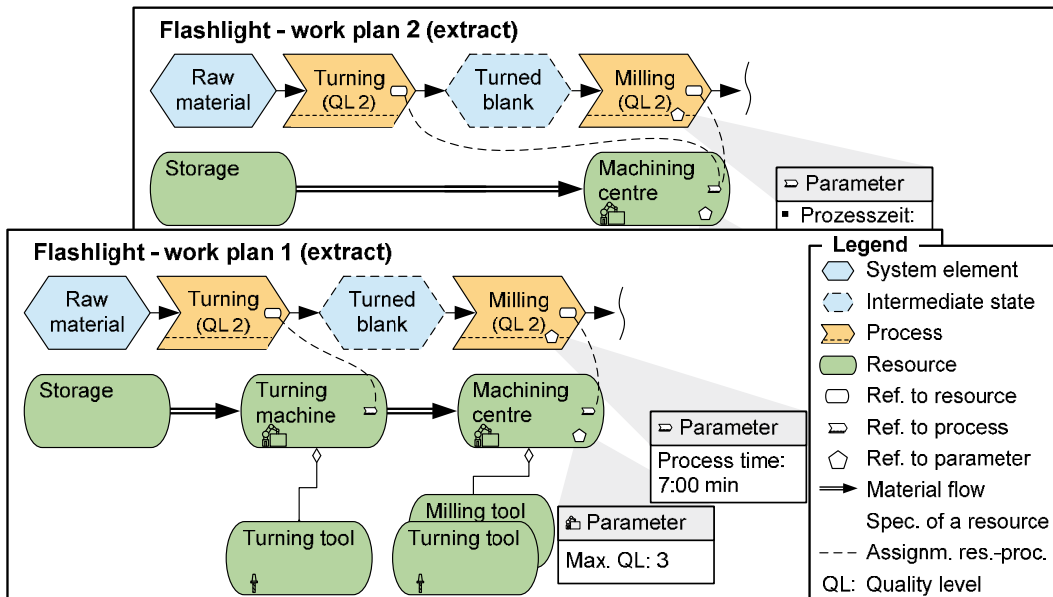 Flashlight - work plan 2 (extract)
Raw
material
Turning
(QL 2)
Turned
blank
Milling
(QL 2)
Storage
Machining
centre
Parameter
Prozesszeit:
Flashlight - work plan 1 (extract)
Raw
material
Turning
(QL 2)
Turned
blank
Milling
(QL 2)
Storage
Turning
machine
Machining
centre
Turning tool
Milling tool
Turning tool
Parameter
Process time:
7:00 min
Parameter
Max. QL: 3
Legend
System element
Intermediate state
Process
Resource
Ref. to resource
Ref. to process
Ref. to parameter
Material flow
Spec. of a resource
Assignm. res.-proc.
QL: Quality level